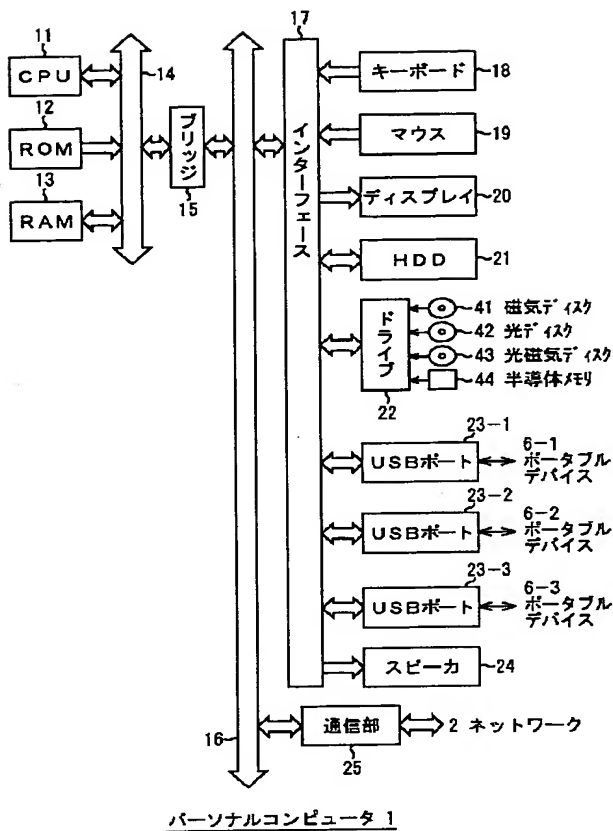 11
CPU
12
ROM
13
RAM
14
ブリッジ
15
16
17
インターフェース
キーボード 18
マウス 19
ディスプレイ 20
HDD 21
ドライブ
22
41 磁気ディスク
42 光ディスク
43 光磁気ディスク
44 半導体メモリ
23-1
USBポート
6-1
ポータブル
デバイス
23-2
USBポート
6-2
ポータブル
デバイス
23-3
USBポート
6-3
ポータブル
デバイス
スピーカ 24
通信部
25
2 ネットワーク
パーソナルコンピュータ 1